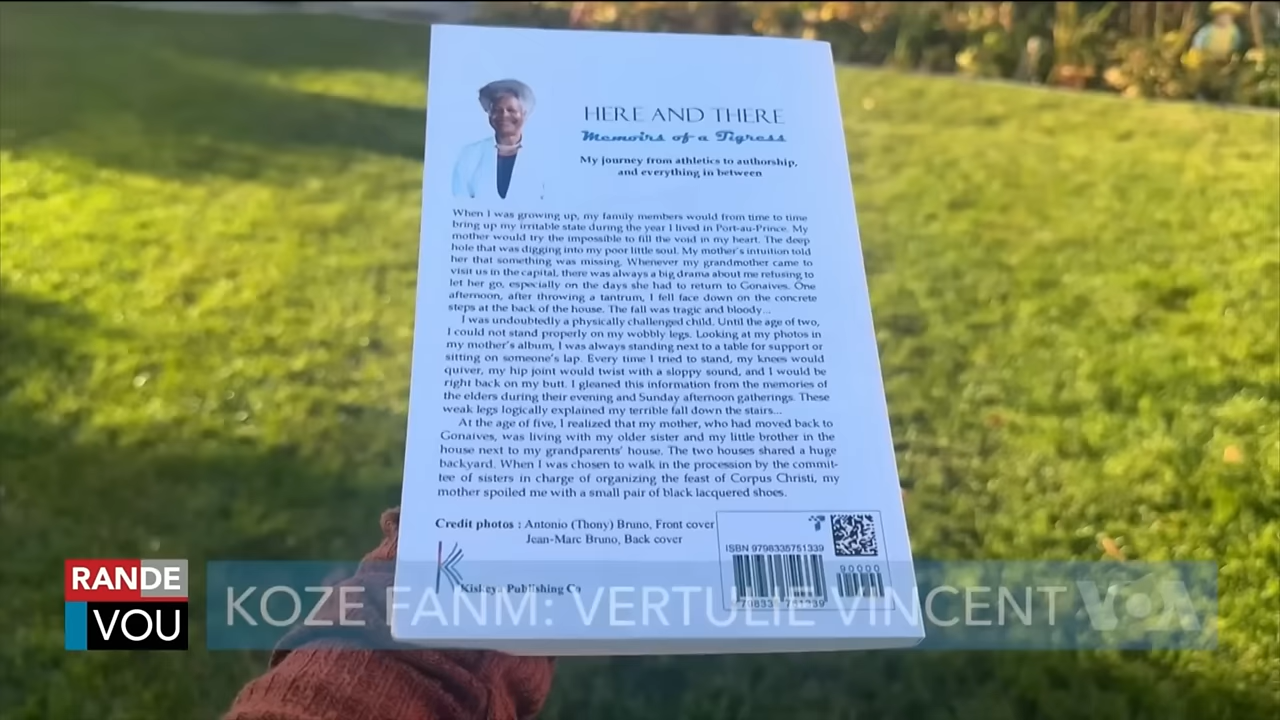 HERE AND THERE
Memoirs of a Tigress
My journey from athletics to authorship,
and everything in between
When I was growing up, my family members would from time to time
bring up my irritable state during the year I lived in Port-au-Prince. My
mother would try the impossible to fill the void in my heart. The deep
hole that was digging into my poor little soul. My mother's intuition told
her that something was missing. Whenever my grandmother came to
visit us in the capital, there was always a big drama about me refusing to
let her go, especially on the days she had to return to Gonaives. One
afternoon, after throwing a tantrum, I fell face down on the concrete
steps at the back of the house. The fall was tragic and bloody...
I was undoubtedly a physically challenged child. Until the age of two,
I could not stand properly on my wobbly legs. Looking at my photos in
my mother's album, I was always standing next to a table for support or
sitting on someone's lap. Every time I tried to stand, my knees would
quiver, my hip joint would twist with a sloppy sound, and I would be
right back on my butt. I gleaned this information from the memories of
the elders during their evening and Sunday afternoon gatherings. These
weak legs logically explained my terrible fall down the stairs...
At the age of five, I realized that my mother, who had moved back to
Gonaives, was living with my older sister and my little brother in the
house next to my grandparents' house. The two houses shared a huge
backyard. When I was chosen to walk in the procession by the commit-
tee of sisters in charge of organizing the feast of Corpus Christi, my
mother spoiled me with a small pair of black lacquered shoes.
Credit photos : Antonio (Thony) Bruno, Front cover
Jean-Marc Bruno, Back cover
ISBN 9798335751339
90000
Kiskeya Publishing Co
RANDE
VOU
KOZE FANM: VERTULIE VINCENT
VOA